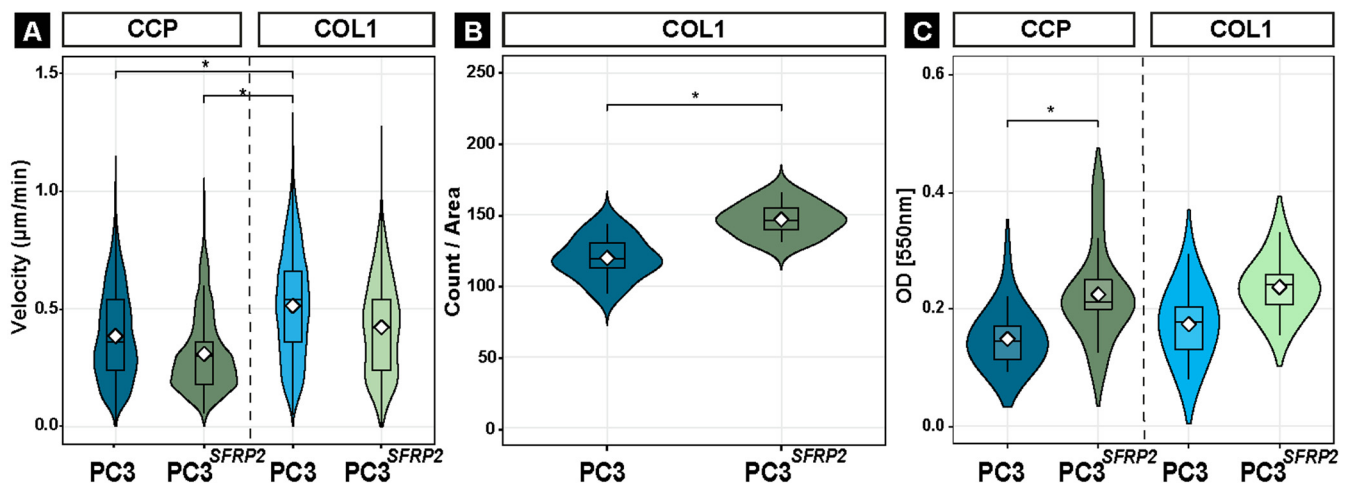 A
CCP
COL1
Velocity (µm/min)
1.5
1.0
0.5
0.0
*
*
PC3
PC3SFRP2
PC3
PC3SFRP2
B
COL1
Count / Area
250
200
150
100
50
0
*
PC3
PC3SFRP2
C
CCP
COL1
OD [550nm]
0.6
0.4
0.2
0.0
*
PC3
PC3SFRP2
PC3
PC3SFRP2